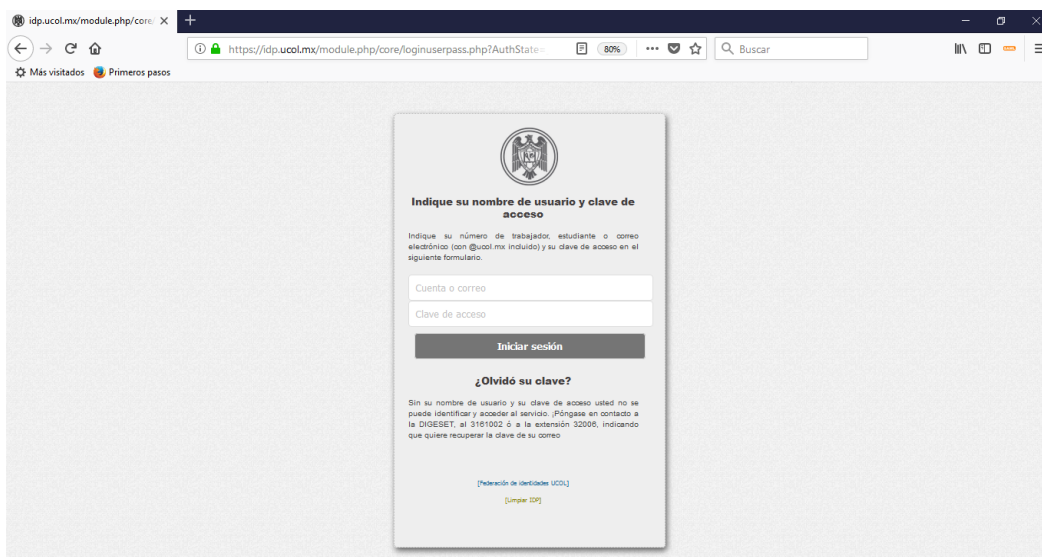 idp.ucol.mx/module.php/core/
https://idp.ucol.mx/module.php/core/loginuserpass.php?AuthState=
80%
Buscar
Más visitados
Primeros pasos
Indique su nombre de usuario y clave de
acceso
Indique su número de trabajador, estudiante o correo
electrónico (con @ucol.mx incluido) y su clave de acceso en el
siguiente formulario.
Cuenta o correo
Clave de acceso
Iniciar sesión
¿Olvidó su clave?
Sin su nombre de usuario y su clave de acceso usted no se
puede identificar y acceder al servicio. ¡Póngase en contacto a
la DIGESET, al 3161002 ó a la extensión 32006, indicando
que quiere recuperar la clave de su correo
[Federación de identidades UCOL]
[Limpiar IDP]